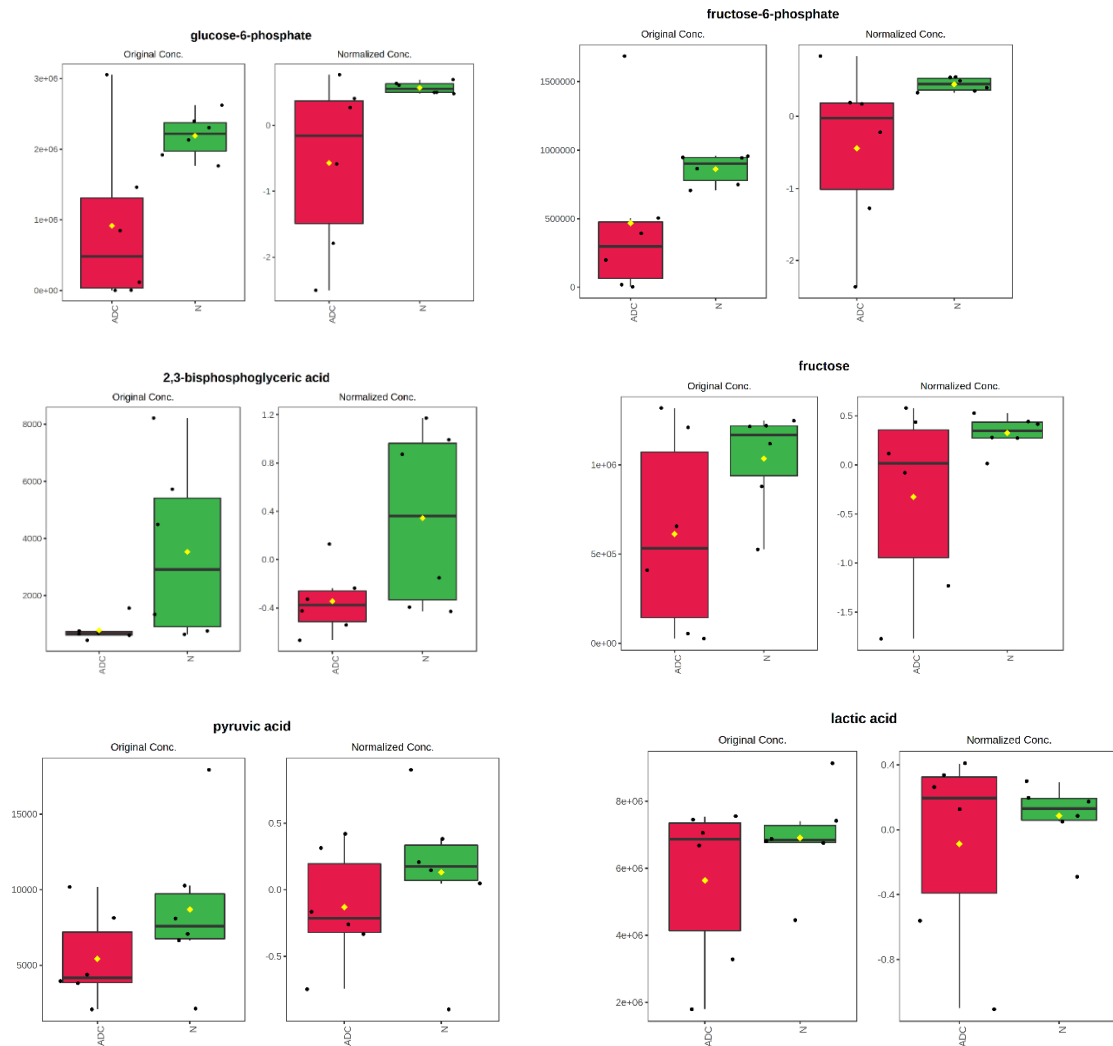 glucose-6-phosphate
Original Conc.
Normalized Conc.
3e+06
2e+06
1e+06
0e+00
0
-1
-2
ADC
N
ADC
N
fructose-6-phosphate
Original Conc.
Normalized Conc.
1500000
1000000
500000
0
0
-1
-2
ADC
N
ADC
N
2,3-bisphosphoglyceric acid
Original Conc.
Normalized Conc.
8000
6000
4000
2000
1.2
0.8
0.4
0.0
-0.4
ADC
N
ADC
N
fructose
Original Conc.
Normalized Conc.
1e+06
5e+05
0e+00
0.5
0.0
-0.5
-1.0
-1.5
ADC
N
ADC
N
pyruvic acid
Original Conc.
Normalized Conc.
15000
10000
5000
0.5
0.0
-0.5
ADC
N
ADC
N
lactic acid
Original Conc.
Normalized Conc.
8e+06
6e+06
4e+06
2e+06
0.4
0.0
-0.4
-0.8
ADC
N
ADC
N